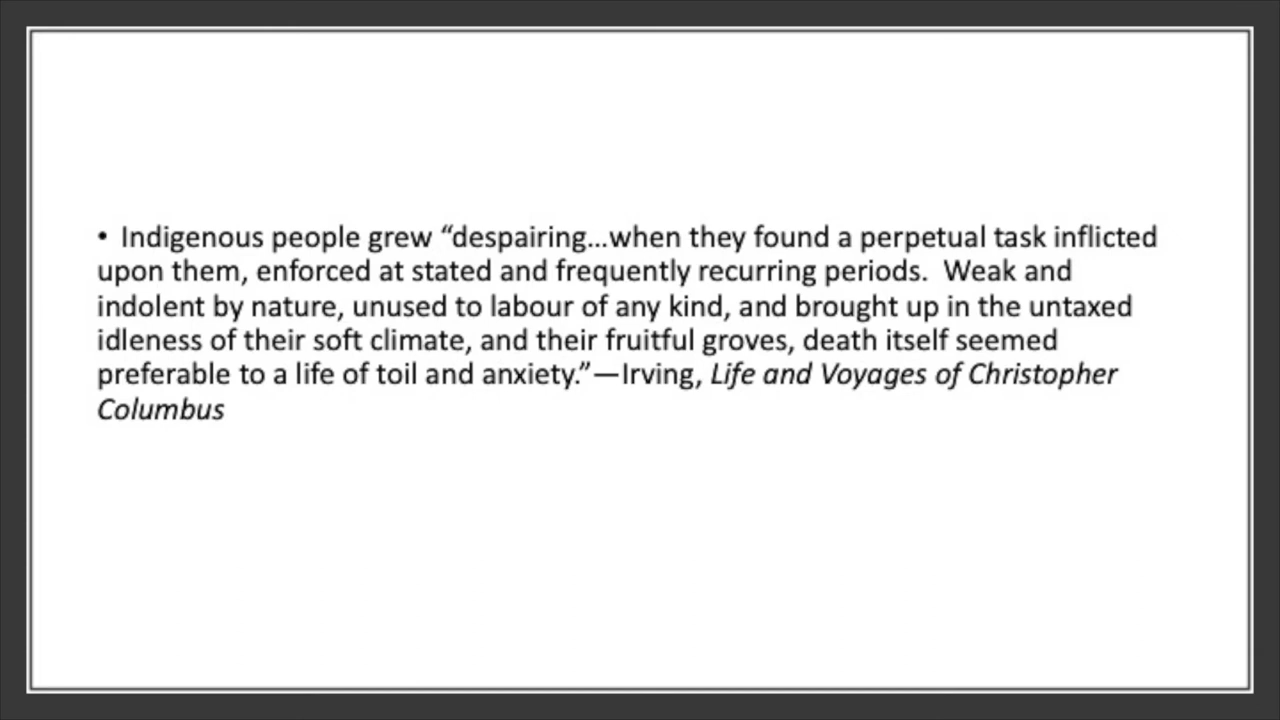 • Indigenous people grew “despairing…when they found a perpetual task inflicted
upon them, enforced at stated and frequently recurring periods.  Weak and
indolent by nature, unused to labour of any kind, and brought up in the untaxed
idleness of their soft climate, and their fruitful groves, death itself seemed
preferable to a life of toil and anxiety.”—Irving, Life and Voyages of Christopher
Columbus